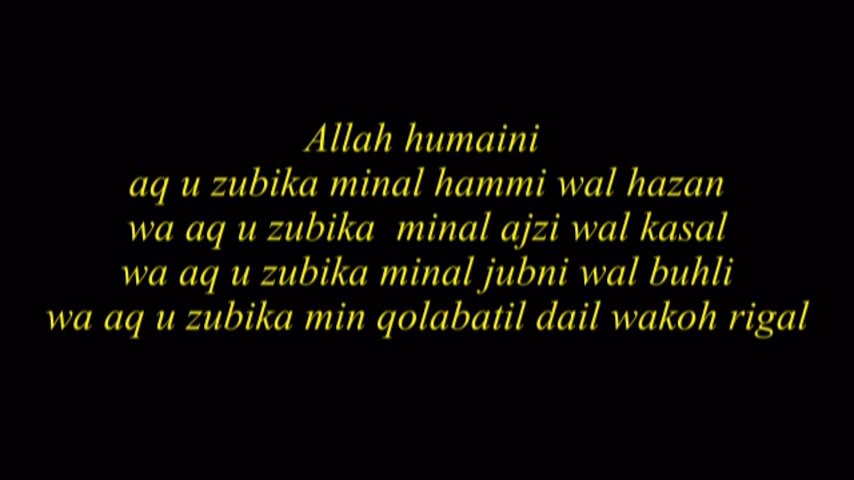 Allah humaini
aq u zubika minal hammi wal hazan
wa aq u zubika minal ajzi wal kasal
wa aq u zubika minal jubni wal buhli
wa aq u zubika min qolabatil dail wakoh rigal